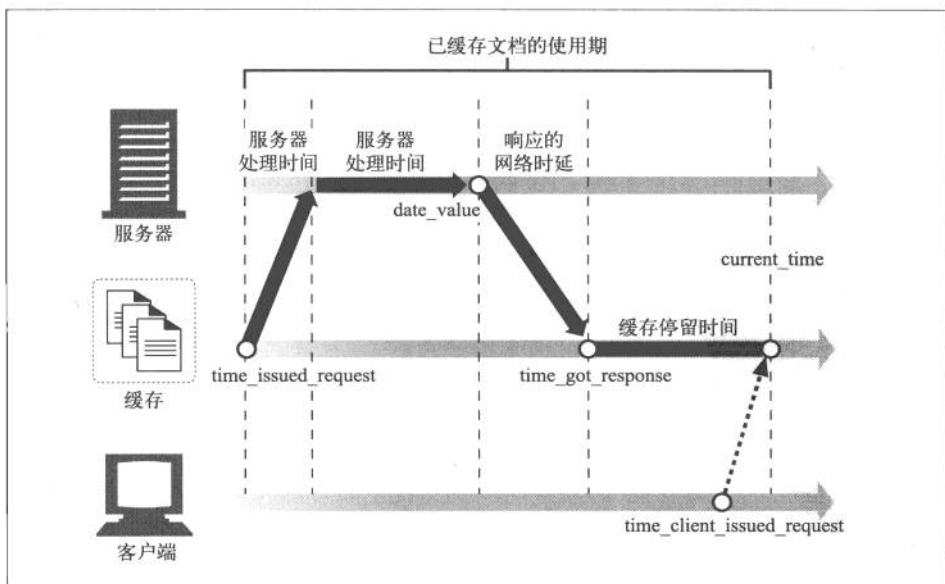 已缓存文档的使用期
服务器
处理时间
服务器
处理时间
响应的
网络时延
date_value
服务器
current_time
缓存停留时间
time_issued_request
time_got_response
缓存
time_client_issued_request
客户端